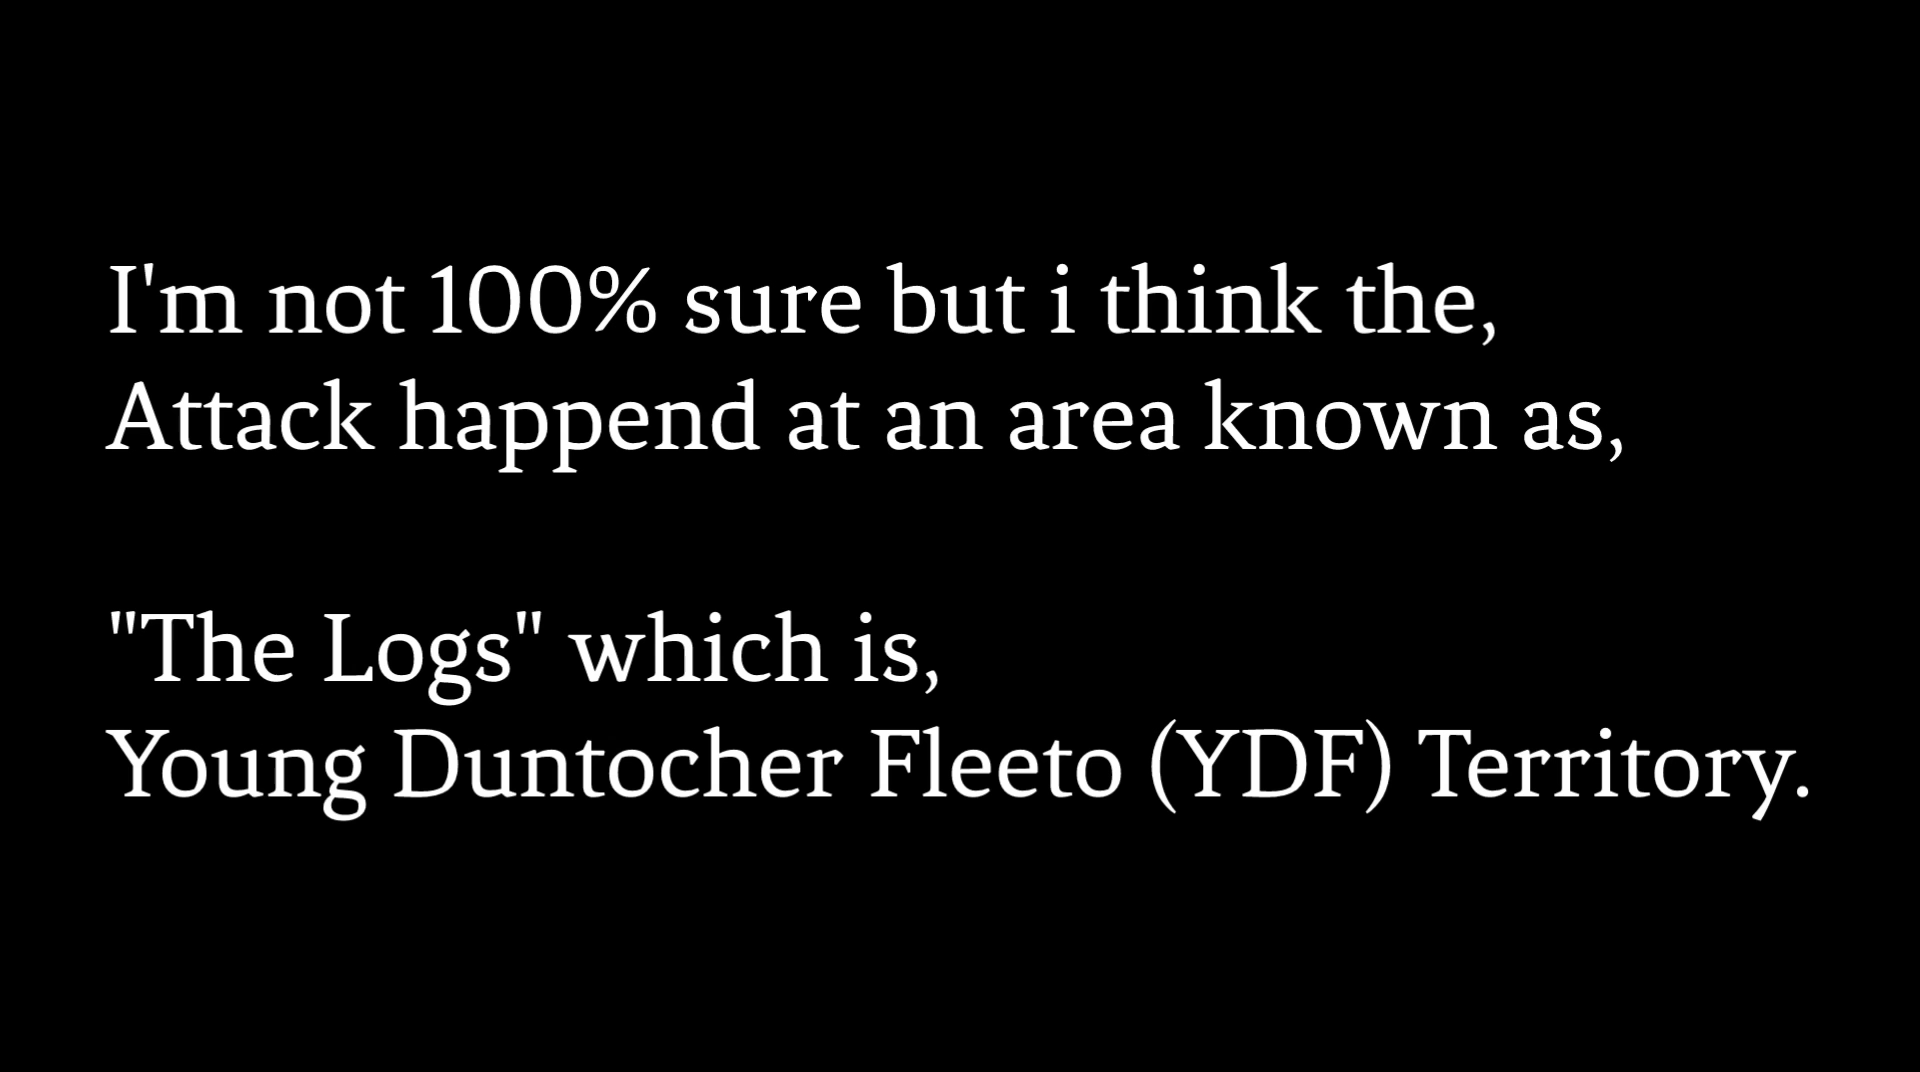 I'm not 100% sure but i think the,
Attack happend at an area known as,
"The Logs" which is,
Young Duntocher Fleeto (YDF) Territory.